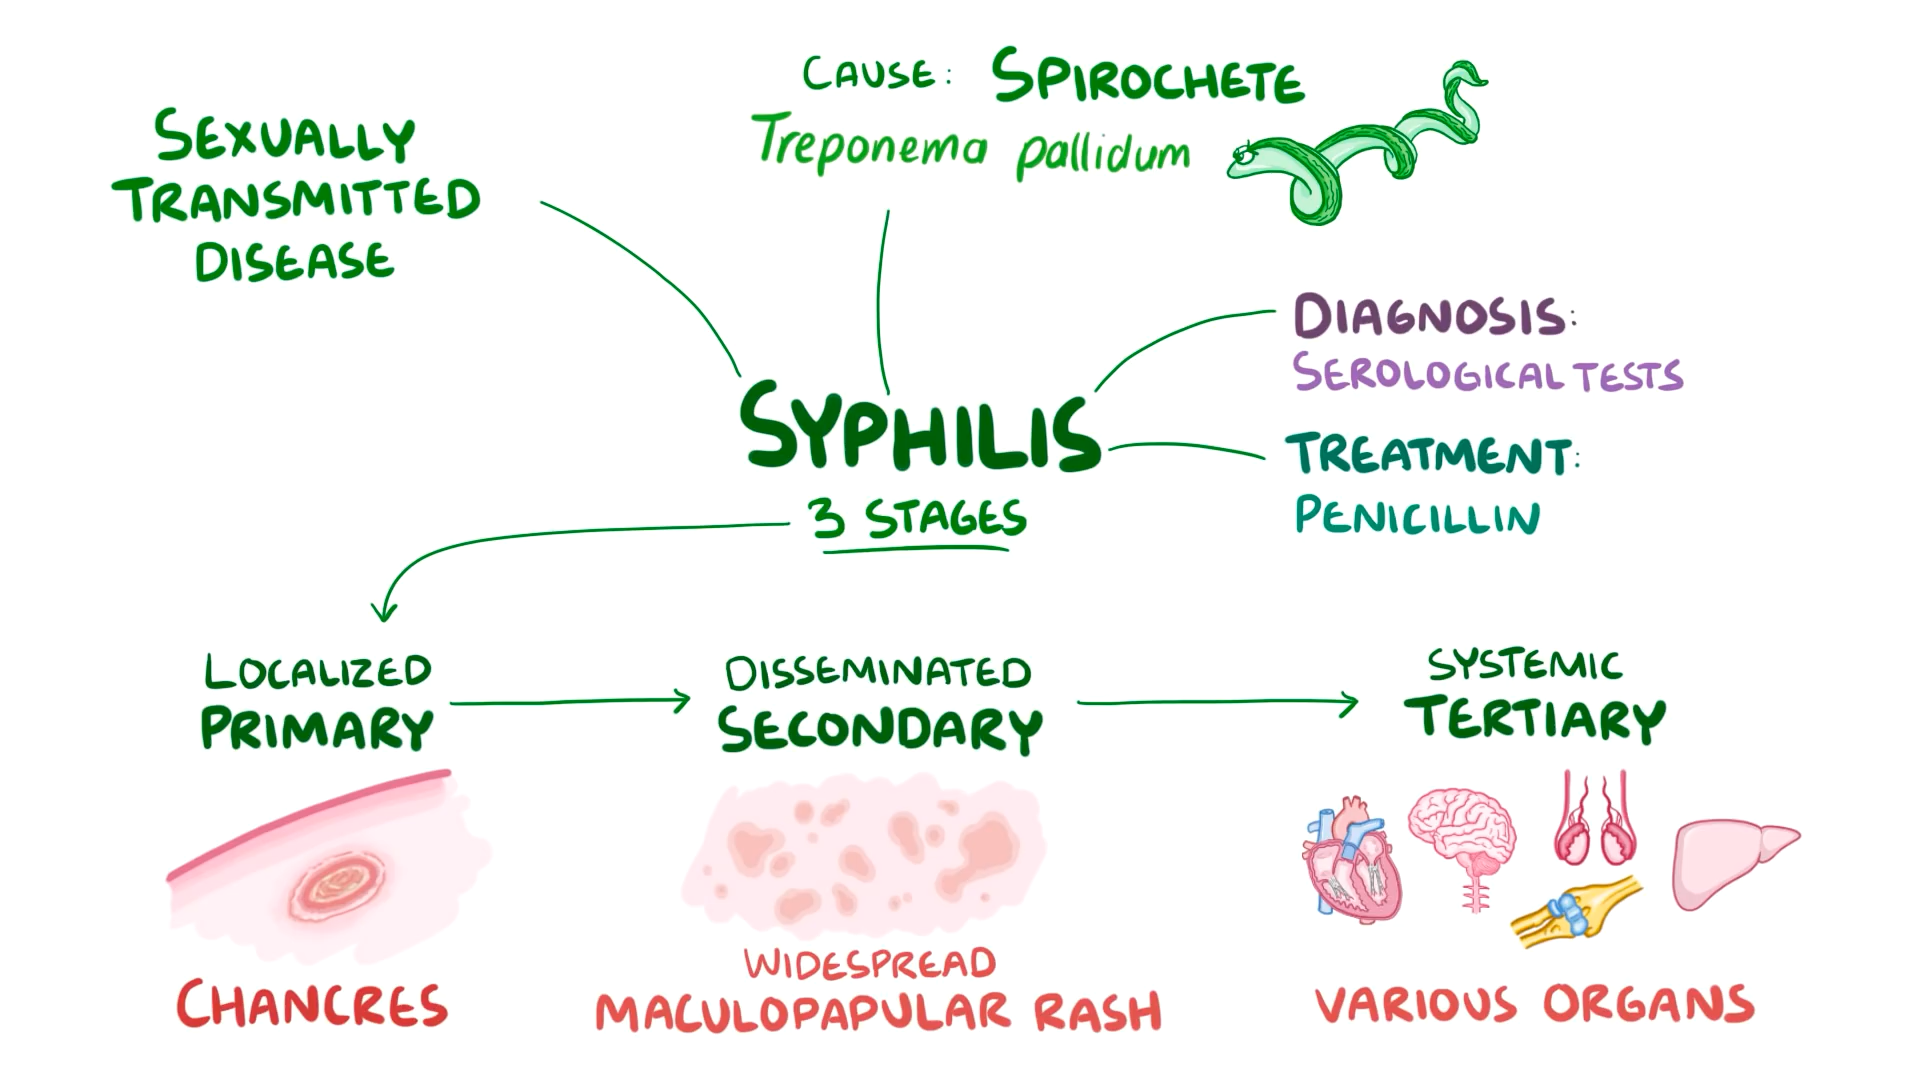 SEXUALLY
TRANSMITTED
DISEASE
CAUSE: SPIROCHETE
Treponema pallidum
DIAGNOSIS:
SEROLOGICAL TESTS
SYPHILIS
TREATMENT:
PENICILLIN
3 STAGES
LOCALIZED
PRIMARY
CHANCRES
DISSEMINATED
SECONDARY
WIDESPREAD
MACULOPAPULAR RASH
SYSTEMIC
TERTIARY
VARIOUS ORGANS